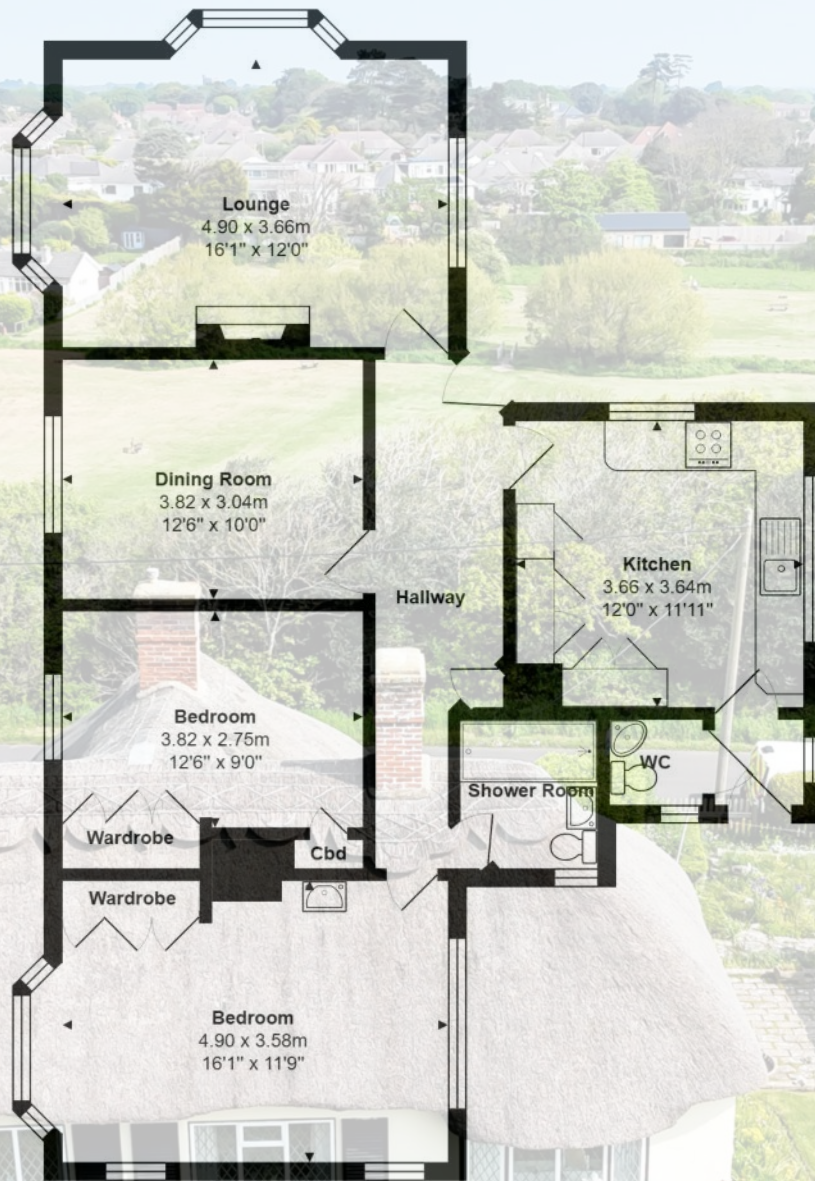 Lounge
4.90 x 3.66m
16'1" x 12'0"
Dining Room
3.82 x 3.04m
12'6" x 10'0"
Kitchen
3.66 x 3.64m
12'0" x 11'11"
Hallway
Bedroom
3.82 x 2.75m
12'6" x 9'0"
WC
Shower Room
Wardrobe
Cbd
Wardrobe
Bedroom
4.90 x 3.58m
16'1" x 11'9"